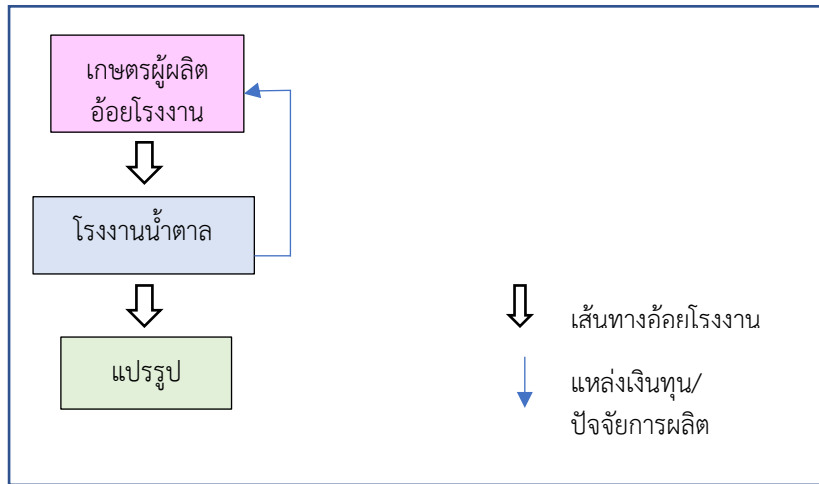 เกษตรผู้ผลิต
อ้อยโรงงาน
โรงงานน้ำตาล
แปรรูป
เส้นทางอ้อยโรงงาน
แหล่งเงินทุน/
ปัจจัยการผลิต